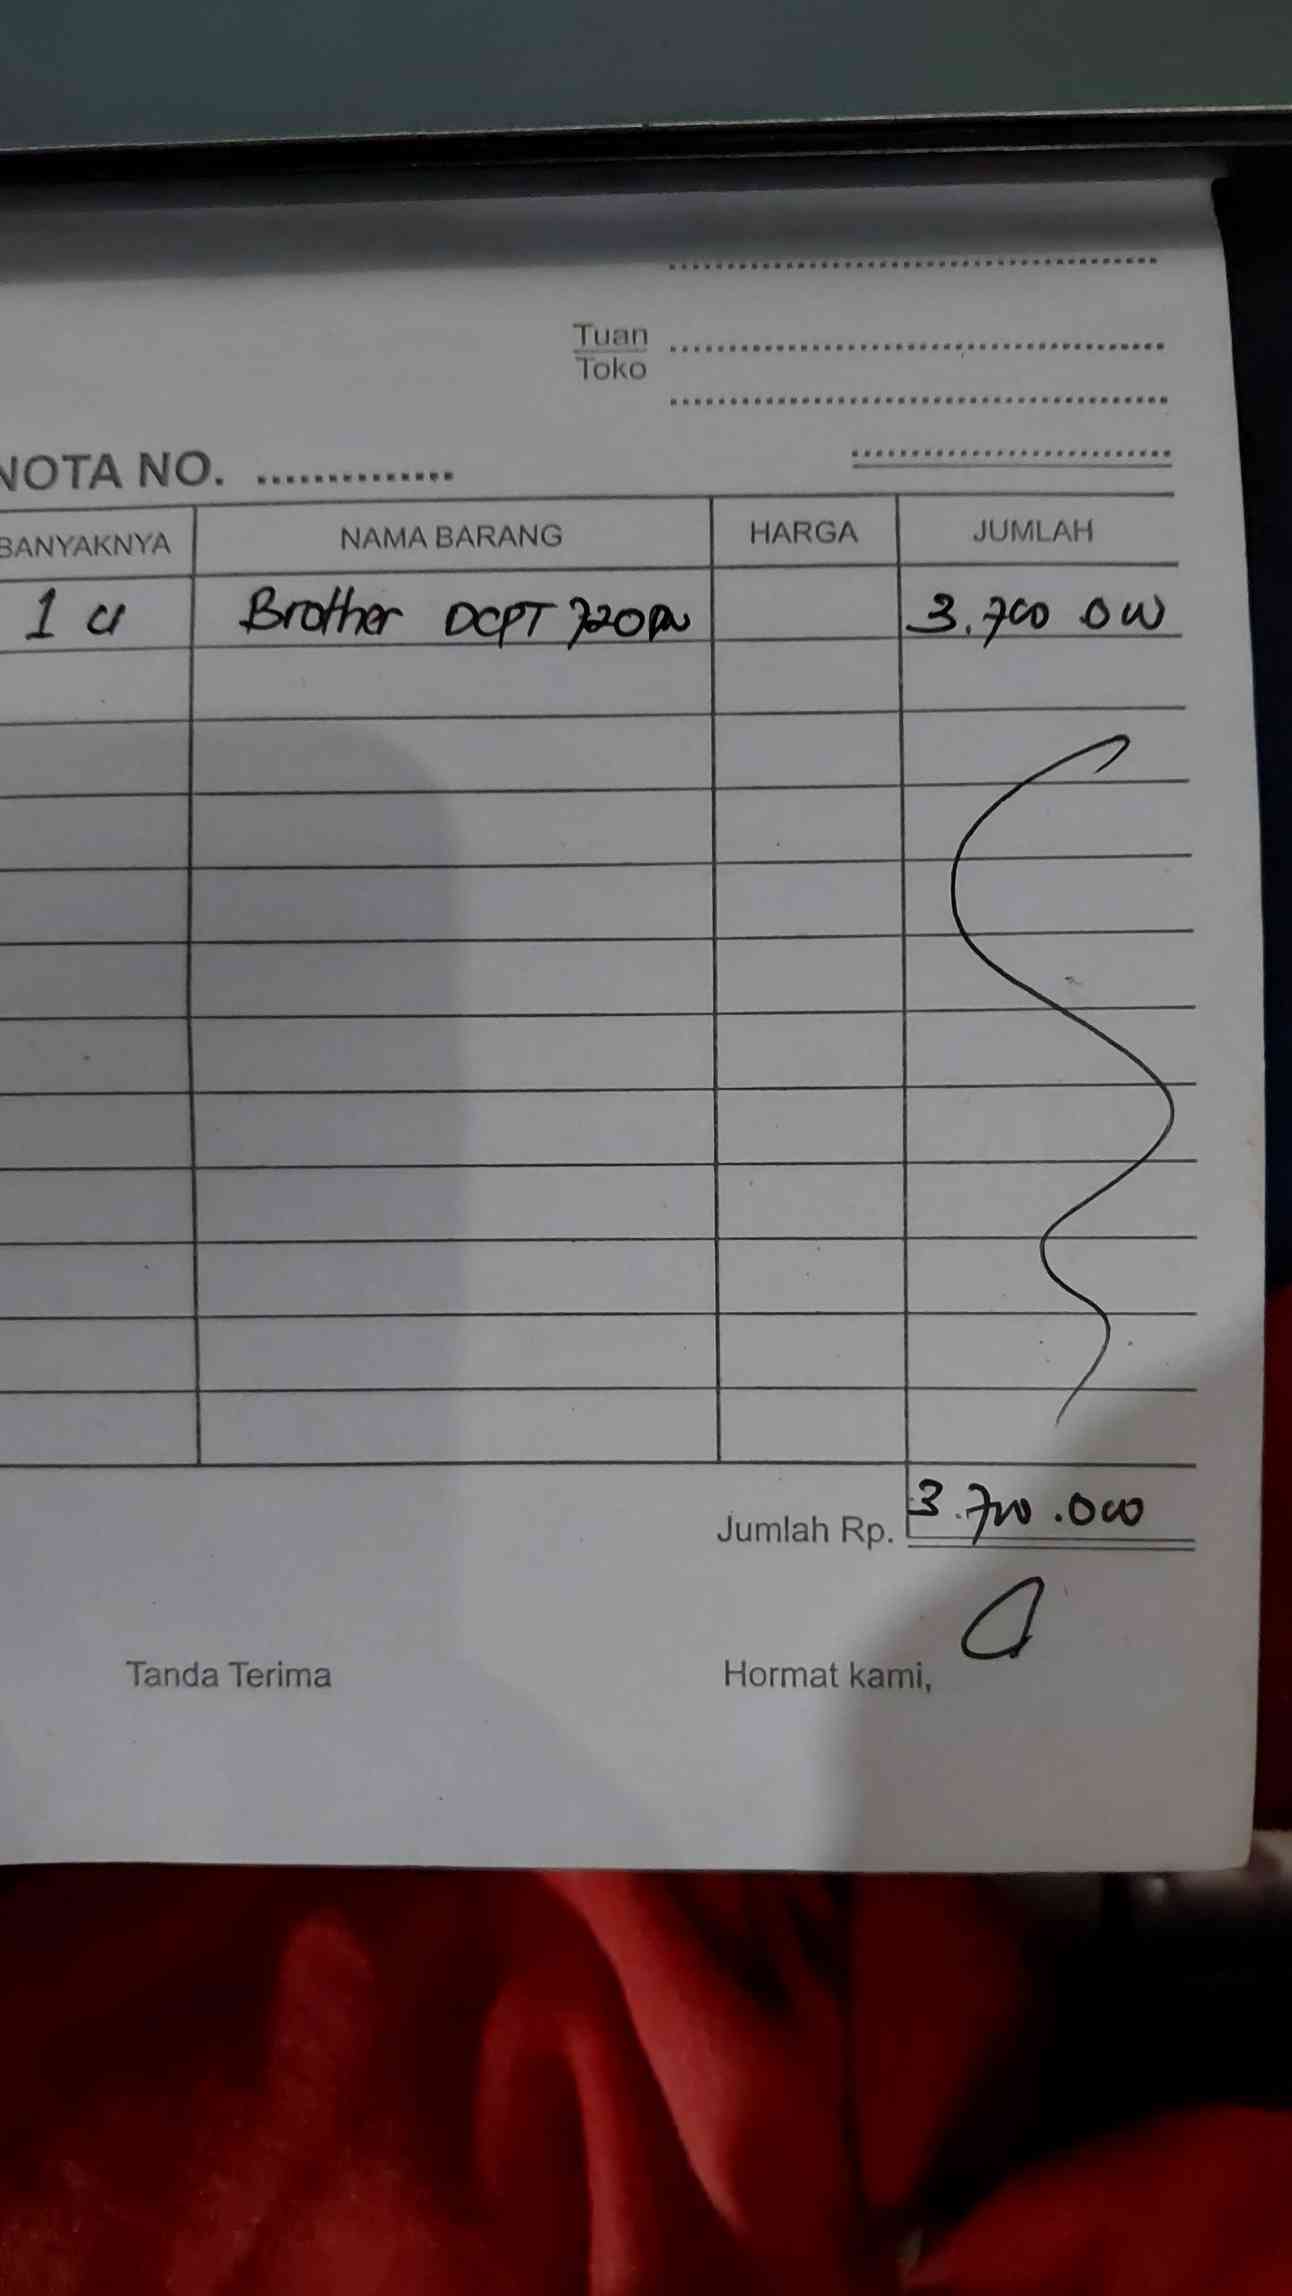 Tuan
Toko
NOTA NO. ..............
BANYAKNYA NAMA BARANG HARGA JUMLAH
1 Brother DCPT 720DW 3.700 000
Jumlah Rp. 3.700.000
Tanda Terima Hormat kami,